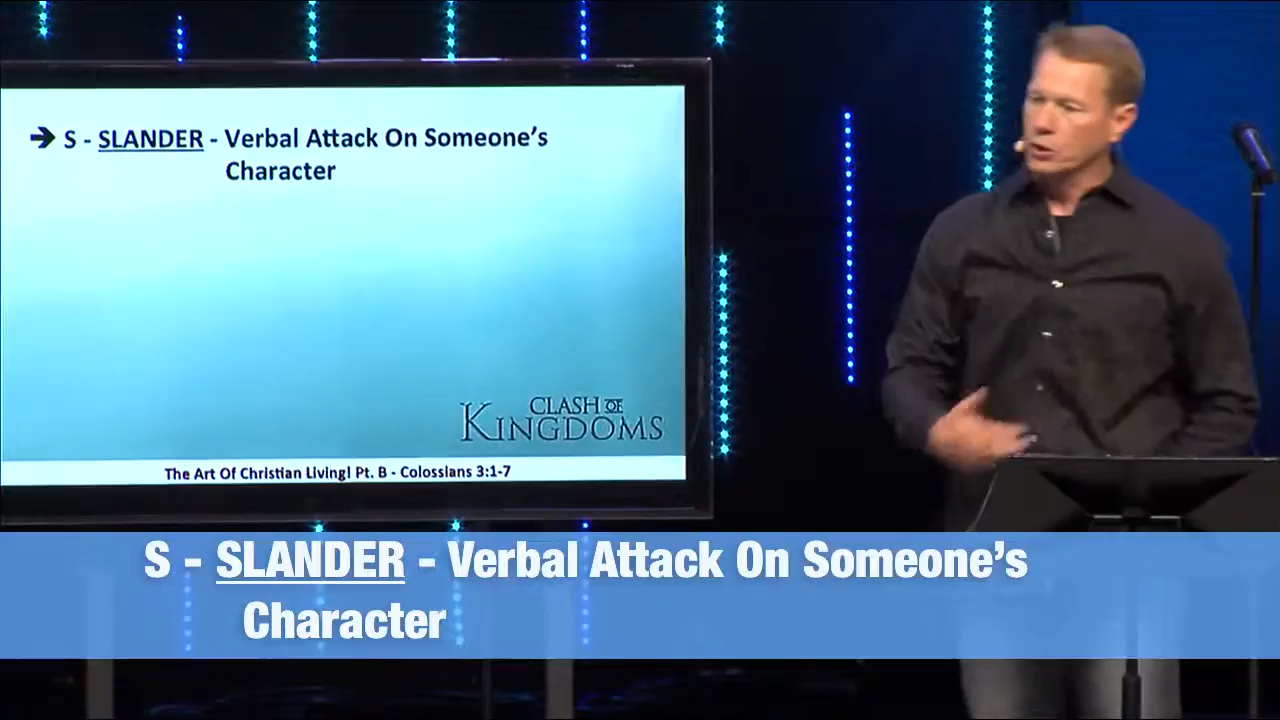 ➔ S - SLANDER - Verbal Attack On Someone's
Character
CLASH OF
KINGDOMS
The Art Of Christian Living! Pt. B - Colossians 3:1-7
S - SLANDER - Verbal Attack On Someone's
Character